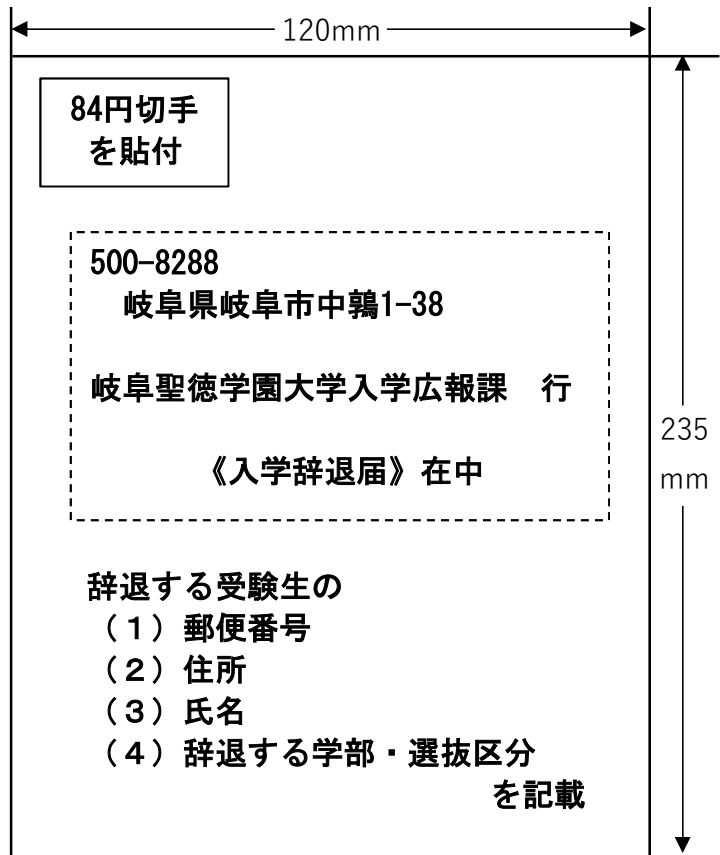 120mm
84円切手
を貼付
500-8288
岐阜県岐阜市中鶉1-38
岐阜聖徳学園大学入学広報課　行
《入学辞退届》在中
235
mm
辞退する受験生の
（１）郵便番号
（２）住所
（３）氏名
（４）辞退する学部・選抜区分
を記載